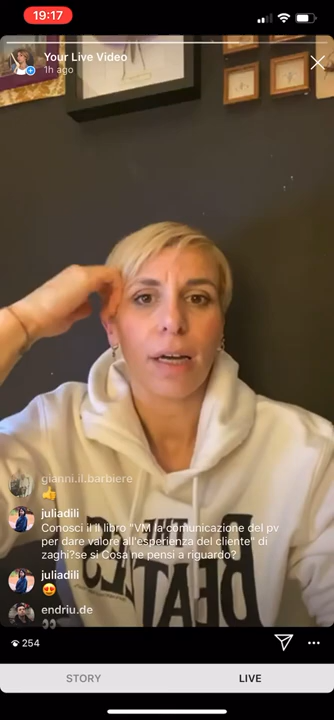 19:17
Your Live Video
1h ago
gianni.il.barbiere
👍
juliadili
Conosci il il libro "VM la comunicazione del pv
per dare valore all'esperienza del cliente" di
zaghi?se si Cosa ne pensi a riguardo?
juliadili
😍
endriu.de
👀
254
STORY
LIVE